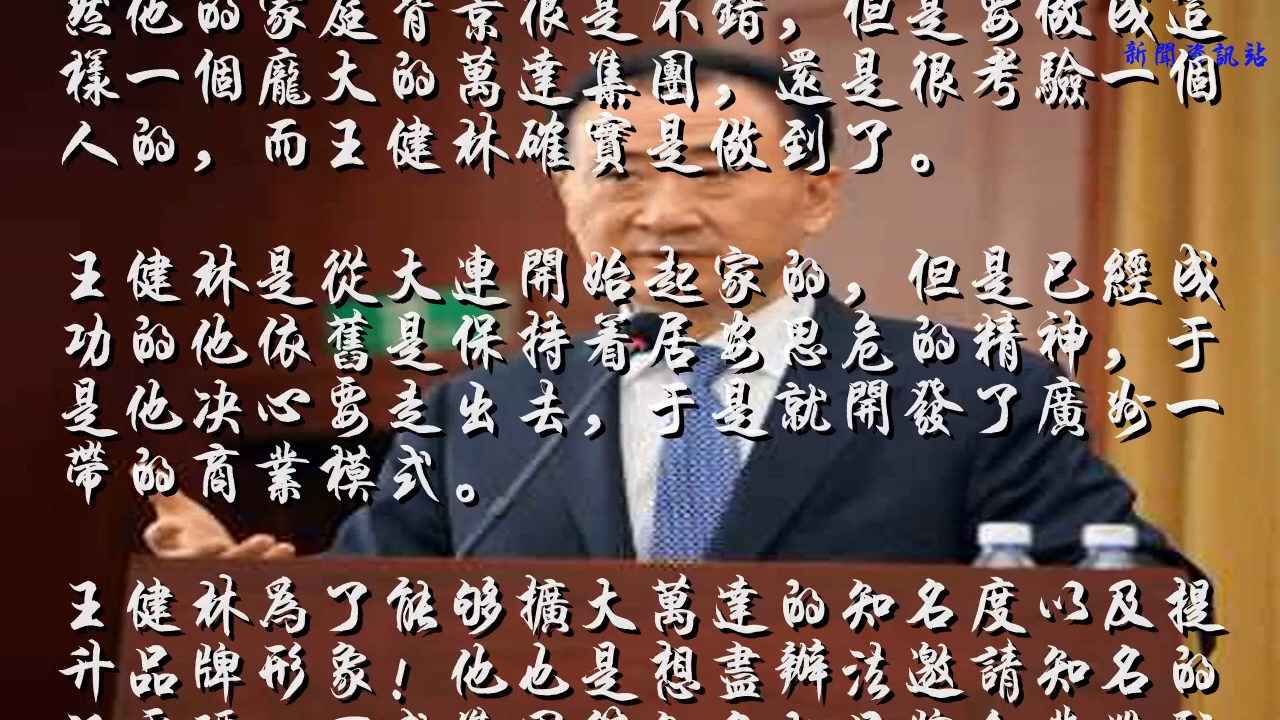 然他的家庭背景很是不錯，但是要做成這
新聞資訊站
樣一個龐大的萬達集團，還是很考驗一個
人的，而王健林確實是做到了。
王健林是從大連開始起家的，但是已經成
功的他依舊是保持着居安思危的精神，于
是他决心要走出去，于是就開發了廣州一
帶的商業模式。
王健林爲了能够擴大萬達的知名度以及提
升品牌形象！他也是想盡辦法邀請知名的